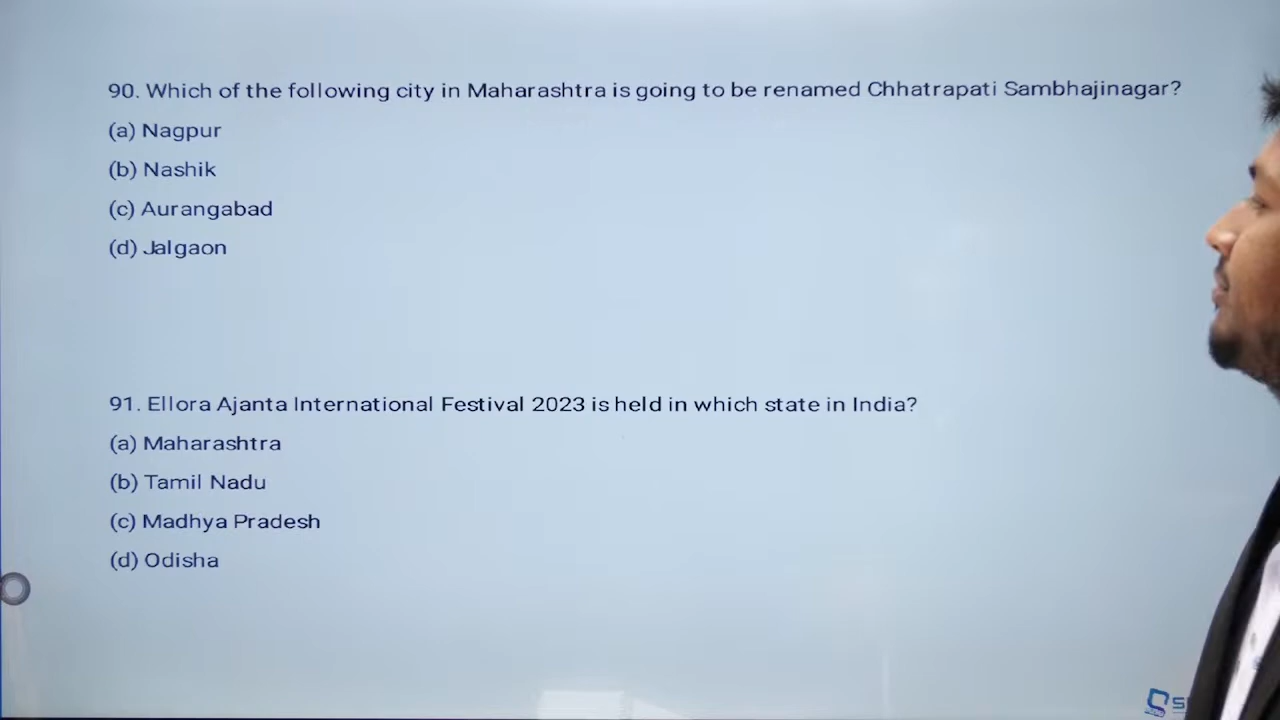 90. Which of the following city in Maharashtra is going to be renamed Chhatrapati Sambhajinagar?
(a) Nagpur
(b) Nashik
(c) Aurangabad
(d) Jalgaon
91. Ellora Ajanta International Festival 2023 is held in which state in India?
(a) Maharashtra
(b) Tamil Nadu
(c) Madhya Pradesh
(d) Odisha